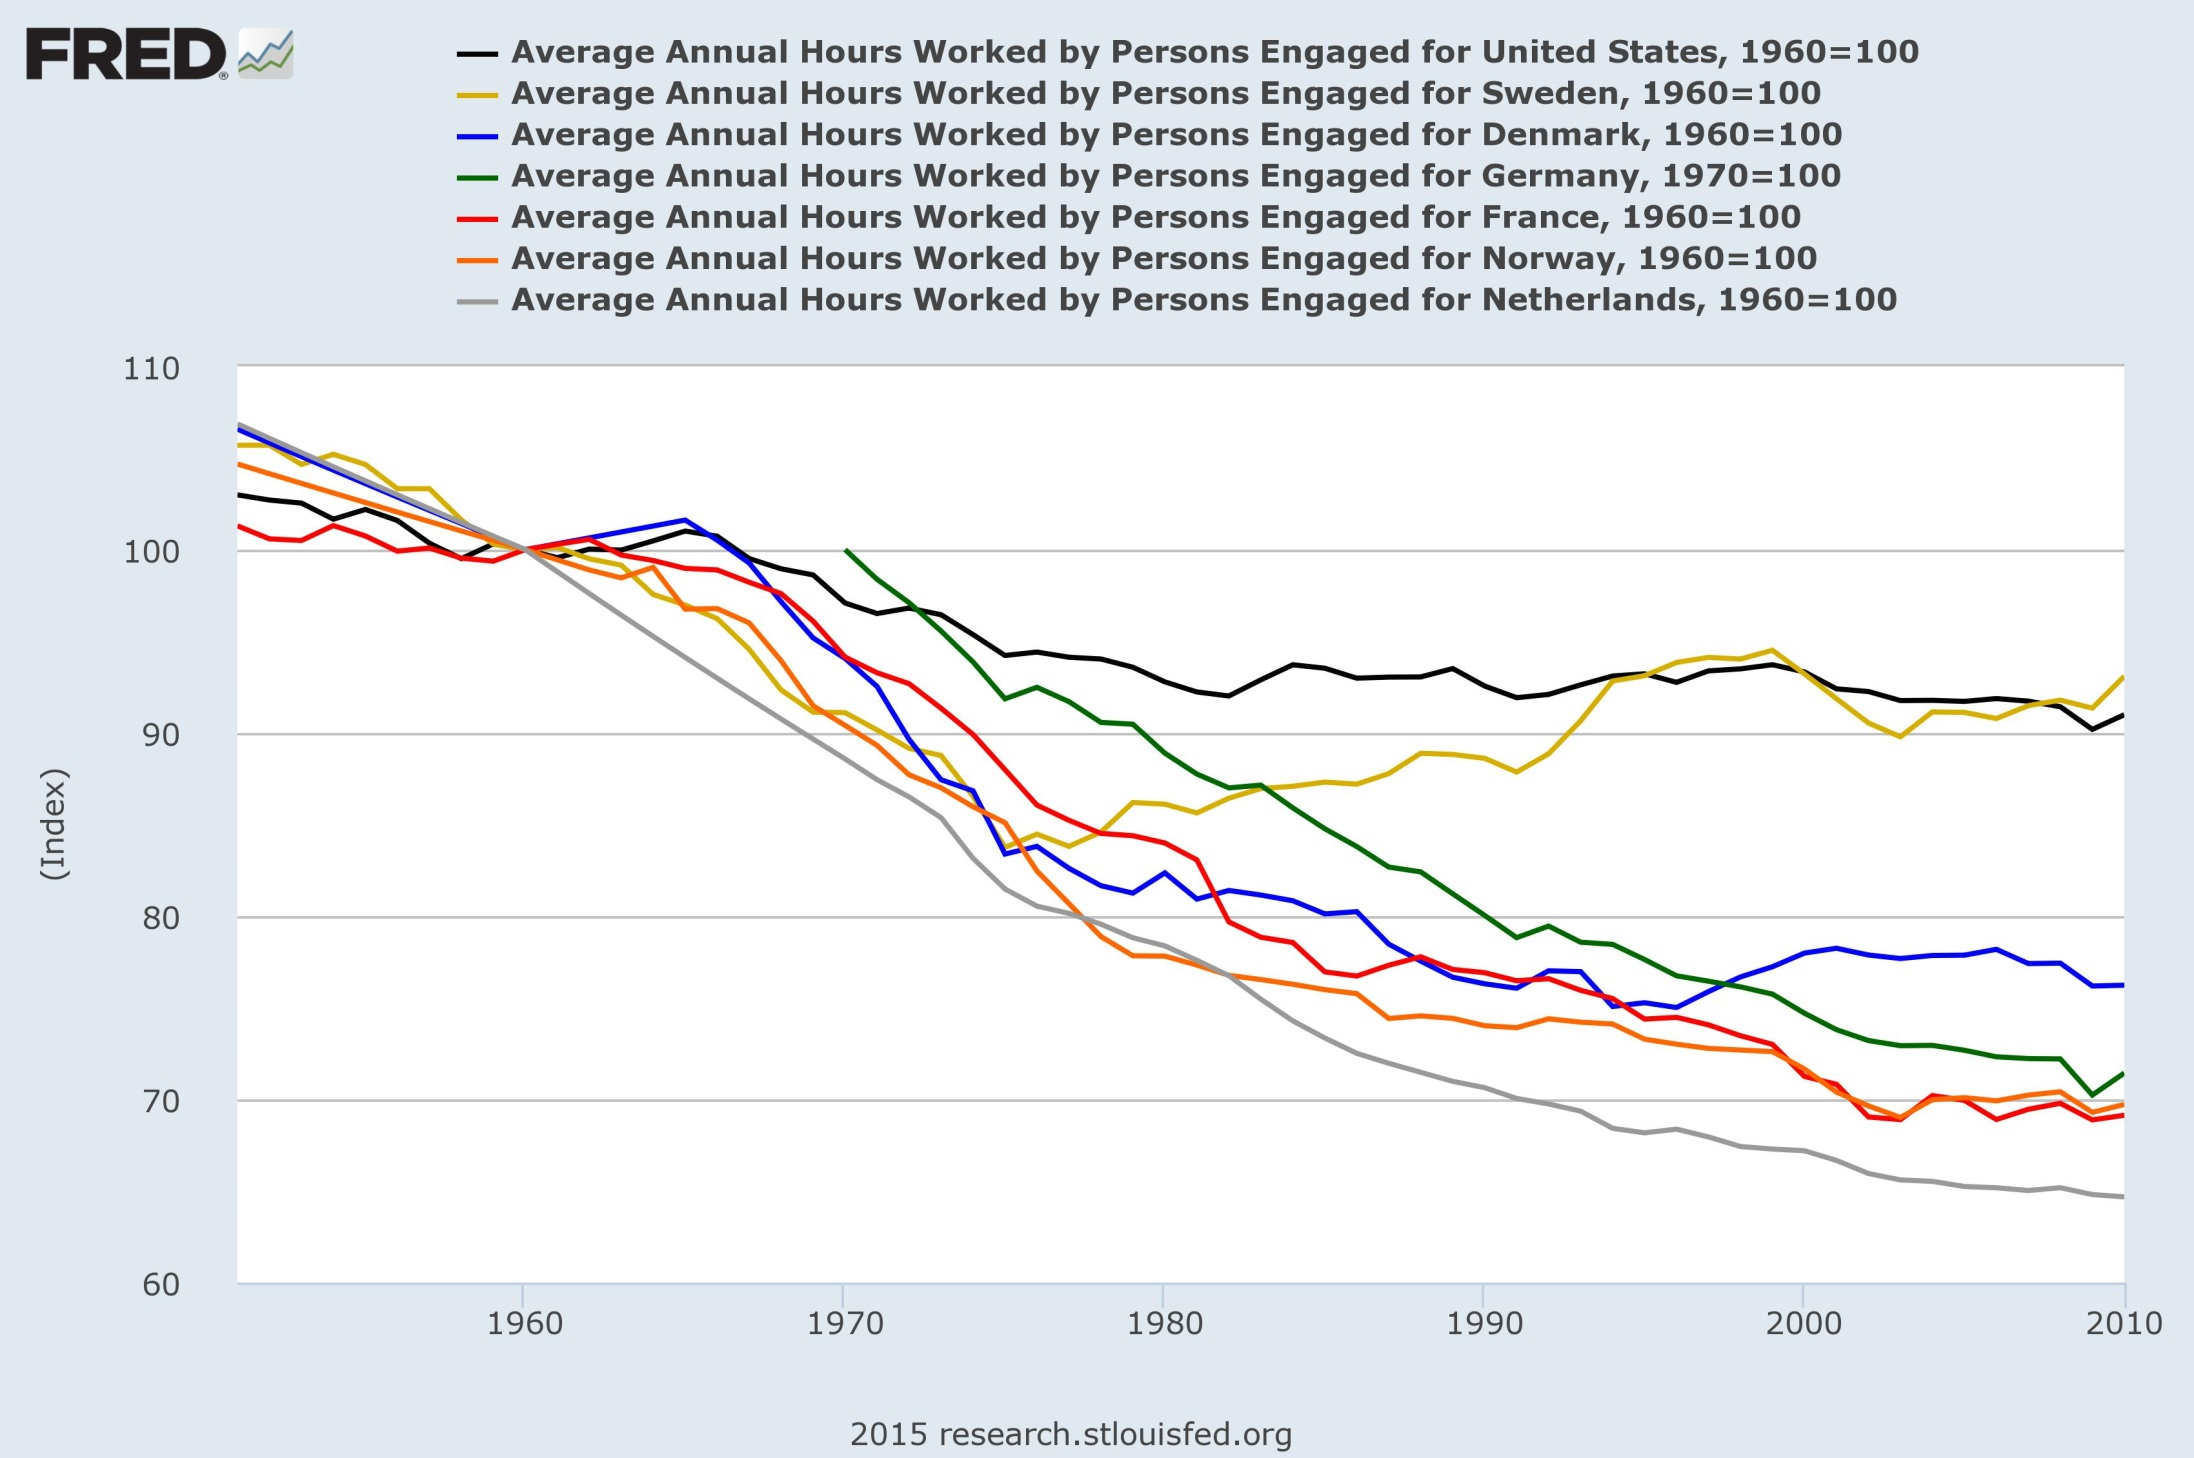 FRED®
Average Annual Hours Worked by Persons Engaged for United States, 1960=100
Average Annual Hours Worked by Persons Engaged for Sweden, 1960=100
Average Annual Hours Worked by Persons Engaged for Denmark, 1960=100
Average Annual Hours Worked by Persons Engaged for Germany, 1970=100
Average Annual Hours Worked by Persons Engaged for France, 1960=100
Average Annual Hours Worked by Persons Engaged for Norway, 1960=100
Average Annual Hours Worked by Persons Engaged for Netherlands, 1960=100
110
100
90
80
70
60
(Index)
1960 1970 1980 1990 2000 2010
2015 research.stlouisfed.org